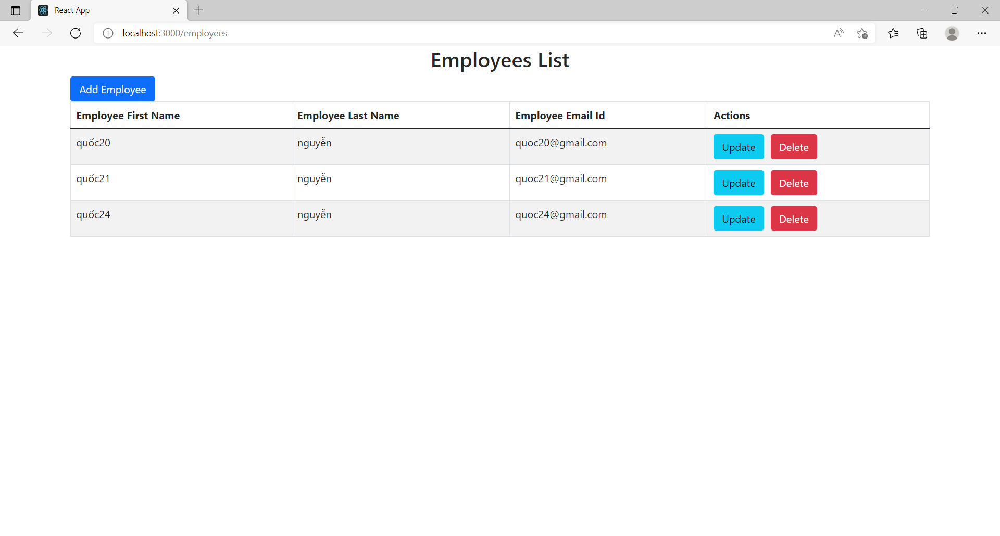 React App
localhost:3000/employees
Employees List
Add Employee
Employee First Name Employee Last Name Employee Email Id Actions
quốc20 nguyễn quoc20@gmail.com Update Delete
quốc21 nguyễn quoc21@gmail.com Update Delete
quốc24 nguyễn quoc24@gmail.com Update Delete